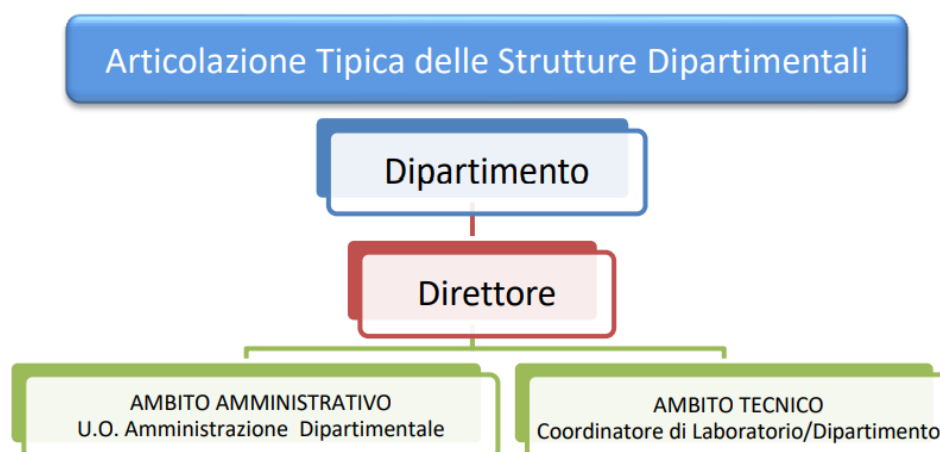 Articolazione Tipica delle Strutture Dipartimentali
Dipartimento
Direttore
AMBITO AMMINISTRATIVO
U.O. Amministrazione Dipartimentale
AMBITO TECNICO
Coordinatore di Laboratorio/Dipartimento